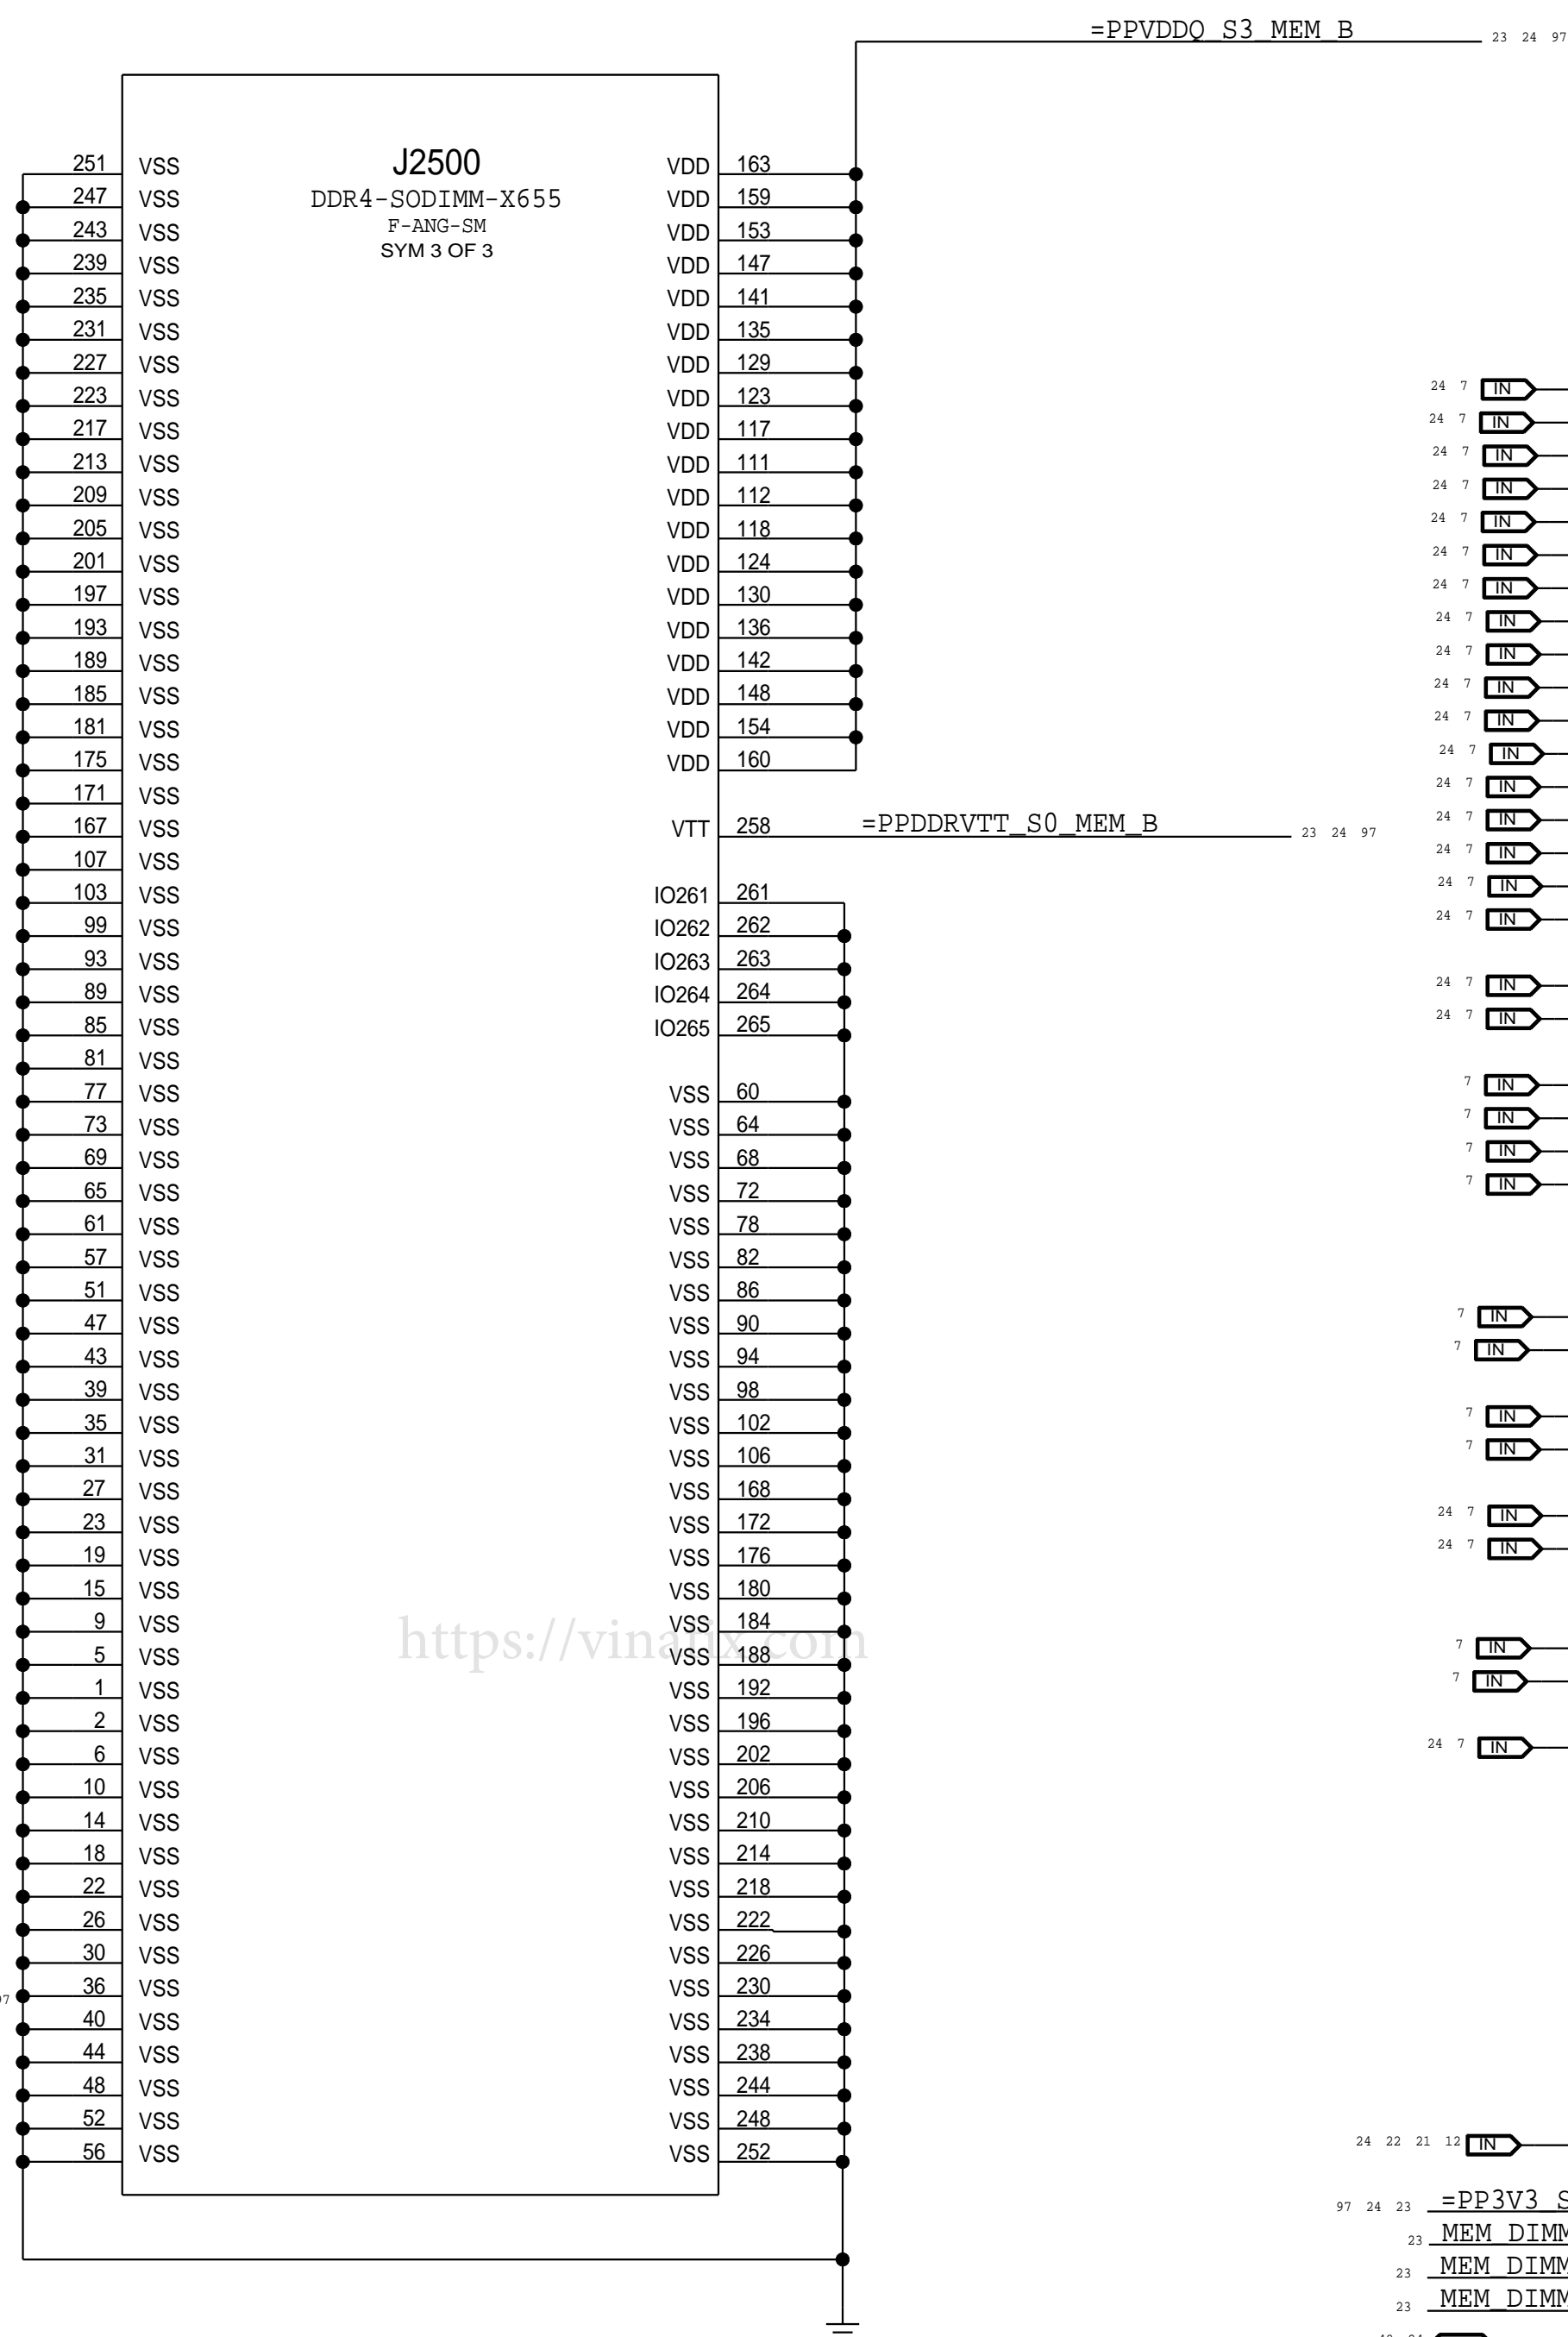 =PPVDDQ_S3_MEM_B 23 24 97
J2500
DDR4-SODIMM-X655
F-ANG-SM
SYM 3 OF 3
251 VSS VDD 163
247 VSS VDD 159
243 VSS VDD 153
239 VSS VDD 147
235 VSS VDD 141
231 VSS VDD 135
227 VSS VDD 129
223 VSS VDD 123 24 7 IN
217 VSS VDD 117 24 7 IN
213 VSS VDD 111 24 7 IN
209 VSS VDD 112 24 7 IN
205 VSS VDD 118 24 7 IN
201 VSS VDD 124 24 7 IN
197 VSS VDD 130 24 7 IN
193 VSS VDD 136 24 7 IN
189 VSS VDD 142 24 7 IN
185 VSS VDD 148 24 7 IN
181 VSS VDD 154 24 7 IN
175 VSS VDD 160 24 7 IN
171 VSS 24 7 IN
167 VSS VTT 258 =PPDDRVTT_S0_MEM_B 23 24 97 24 7 IN
107 VSS 24 7 IN
103 VSS IO261 261 24 7 IN
99 VSS IO262 262 24 7 IN
93 VSS IO263 263
89 VSS IO264 264 24 7 IN
85 VSS IO265 265 24 7 IN
81 VSS
77 VSS VSS 60 7 IN
73 VSS VSS 64 7 IN
69 VSS VSS 68 7 IN
65 VSS VSS 72 7 IN
61 VSS VSS 78
57 VSS VSS 82
51 VSS VSS 86
47 VSS VSS 90 7 IN
43 VSS VSS 94 7 IN
39 VSS VSS 98
35 VSS VSS 102 7 IN
31 VSS VSS 106 7 IN
27 VSS VSS 168
23 VSS VSS 172 24 7 IN
19 VSS VSS 176 24 7 IN
15 VSS VSS 180
9 VSS VSS 184
https://vinafix.com
5 VSS VSS 188 7 IN
1 VSS VSS 192 7 IN
2 VSS VSS 196
6 VSS VSS 202 24 7 IN
10 VSS VSS 206
14 VSS VSS 210
18 VSS VSS 214
22 VSS VSS 218
26 VSS VSS 222
30 VSS VSS 226
36 VSS VSS 230
40 VSS VSS 234
44 VSS VSS 238
48 VSS VSS 244
52 VSS VSS 248
56 VSS VSS 252 24 22 21 12 IN
97 24 23 =PP3V3_S
23 MEM_DIMM
23 MEM_DIMM
23 MEM_DIMM